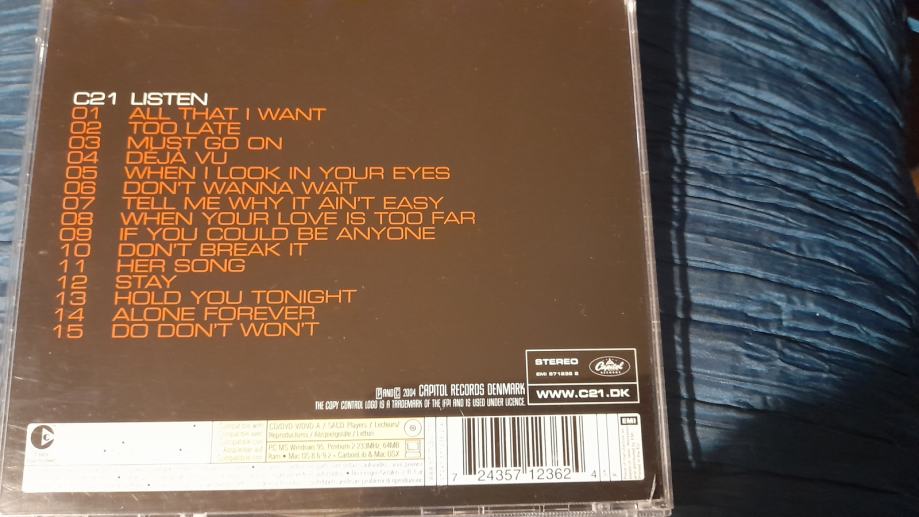 C21 LISTEN
01 ALL THAT I WANT
02 TOO LATE
03 MUST GO ON
04 DEJA VU
05 WHEN I LOOK IN YOUR EYES
06 DON'T WANNA WAIT
07 TELL ME WHY IT AIN'T EASY
08 WHEN YOUR LOVE IS TOO FAR
09 IF YOU COULD BE ANYONE
10 DON'T BREAK IT
11 HER SONG
12 STAY
13 HOLD YOU TONIGHT
14 ALONE FOREVER
15 DO DON'T WON'T
STEREO
Capitol
WWW.C21.DK
ⓅANDⒸ 2004 CAPITOL RECORDS DENMARK
THE COPY CONTROL LOGO IS A TRADEMARK OF THE IFPI AND IS USED UNDER LICENCE.
EMI
7 24357 12362 4